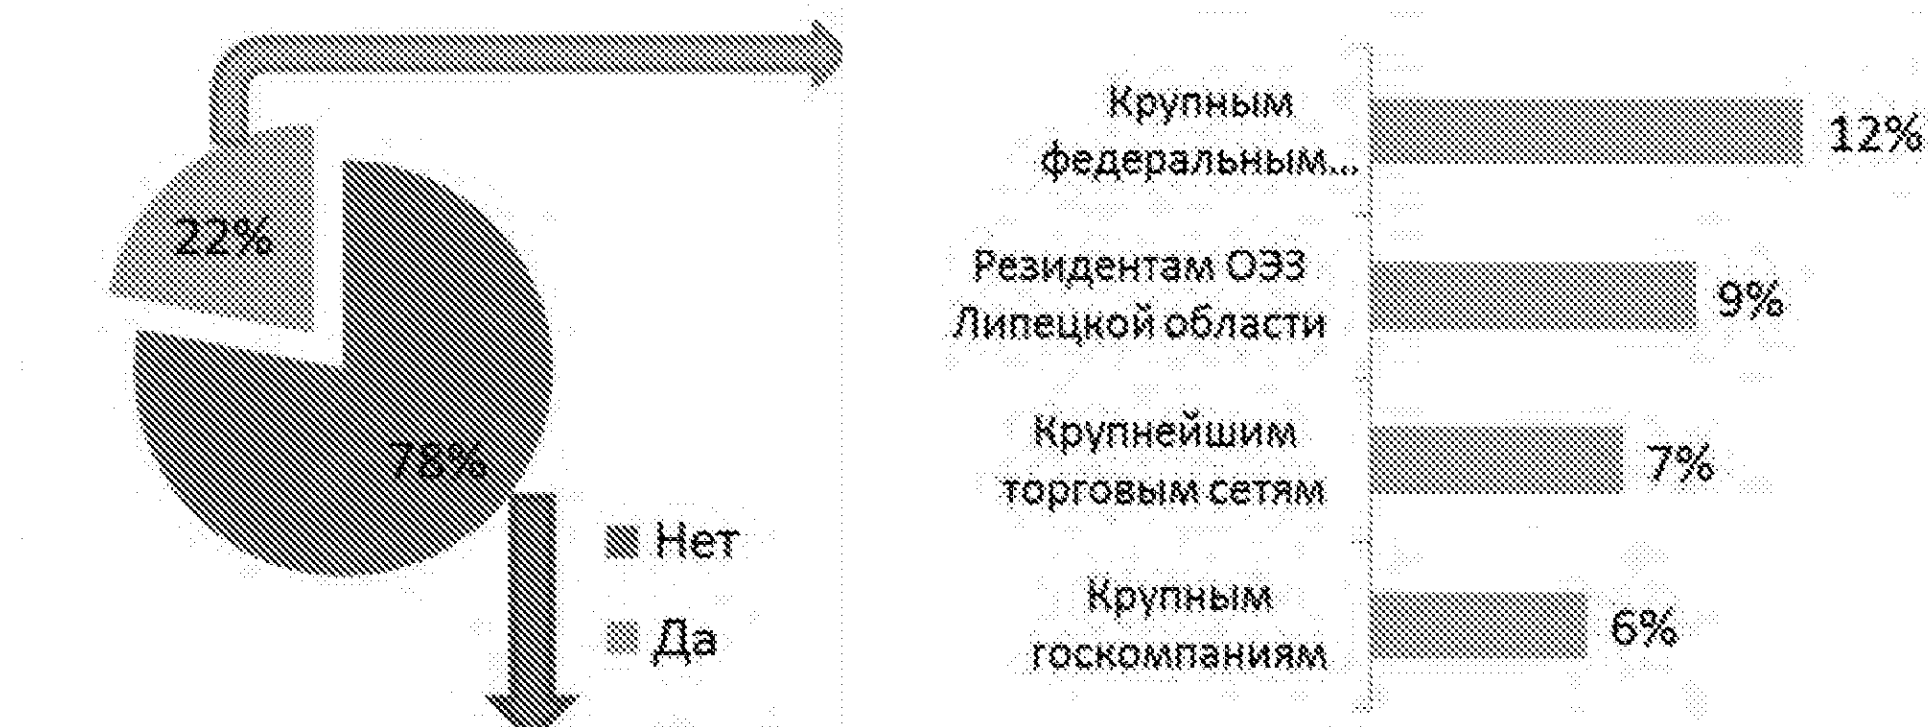 22%
78%
Нет
Да
Крупным
федеральным...
12%
Резидентам ОЭЗ
Липецкой области
9%
Крупнейшим
торговым сетям
7%
Крупным
госкомпаниям
6%